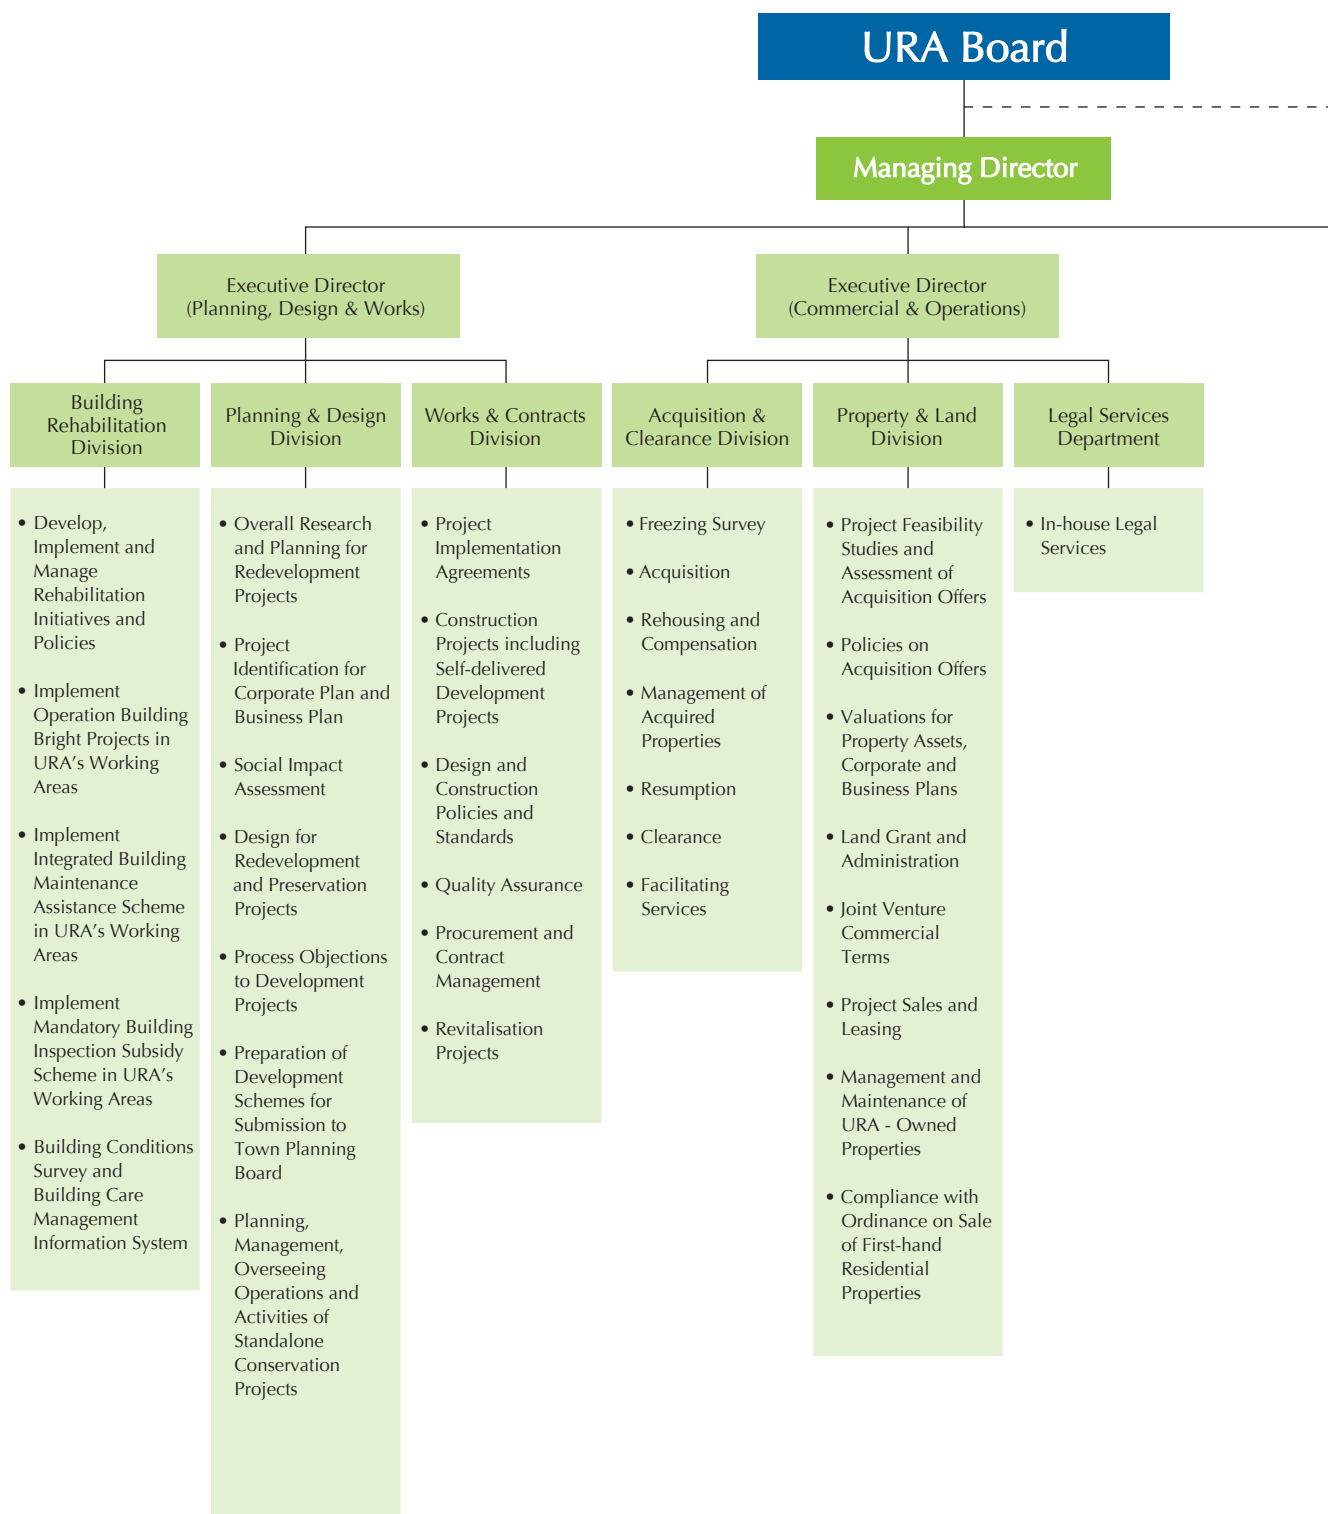 URA Board
Managing Director
Executive Director
(Planning, Design & Works)
Executive Director
(Commercial & Operations)
Building
Rehabilitation
Division
Planning & Design
Division
Works & Contracts
Division
Acquisition &
Clearance Division
Property & Land
Division
Legal Services
Department
• Develop,
Implement and
Manage
Rehabilitation
Initiatives and
Policies
• Implement
Operation Building
Bright Projects in
URA’s Working
Areas
• Implement
Integrated Building
Maintenance
Assistance Scheme
in URA’s Working
Areas
• Implement
Mandatory Building
Inspection Subsidy
Scheme in URA’s
Working Areas
• Building Conditions
Survey and
Building Care
Management
Information System
• Overall Research
and Planning for
Redevelopment
Projects
• Project
Identification for
Corporate Plan and
Business Plan
• Social Impact
Assessment
• Design for
Redevelopment
and Preservation
Projects
• Process Objections
to Development
Projects
• Preparation of
Development
Schemes for
Submission to
Town Planning
Board
• Planning,
Management,
Overseeing
Operations and
Activities of
Standalone
Conservation
Projects
• Project
Implementation
Agreements
• Construction
Projects including
Self-delivered
Development
Projects
• Design and
Construction
Policies and
Standards
• Quality Assurance
• Procurement and
Contract
Management
• Revitalisation
Projects
• Freezing Survey
• Acquisition
• Rehousing and
Compensation
• Management of
Acquired
Properties
• Resumption
• Clearance
• Facilitating
Services
• Project Feasibility
Studies and
Assessment of
Acquisition Offers
• Policies on
Acquisition Offers
• Valuations for
Property Assets,
Corporate and
Business Plans
• Land Grant and
Administration
• Joint Venture
Commercial
Terms
• Project Sales and
Leasing
• Management and
Maintenance of
URA - Owned
Properties
• Compliance with
Ordinance on Sale
of First-hand
Residential
Properties
• In-house Legal
Services